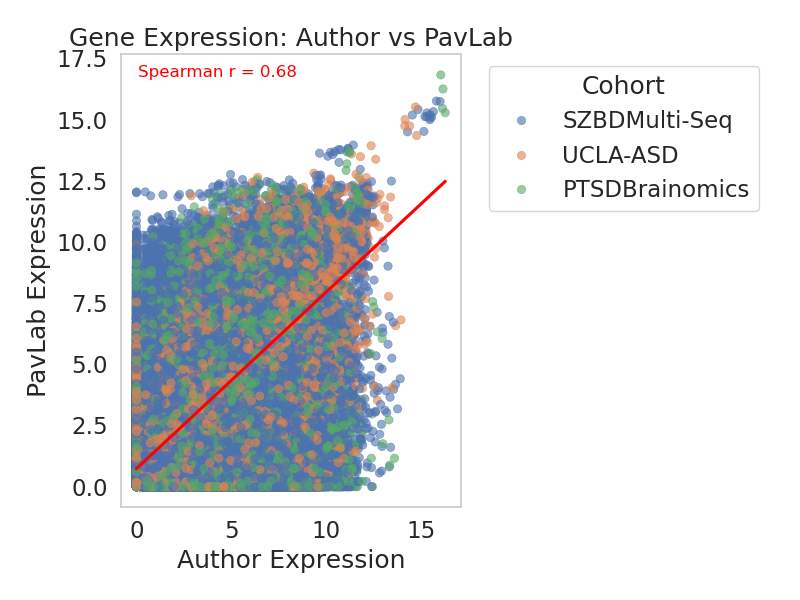 Gene Expression: Author vs PavLab
Spearman r = 0.68
17.5
15.0
12.5
10.0
7.5
5.0
2.5
0.0
PavLab Expression
0 5 10 15
Author Expression
Cohort
SZBDMulti-Seq
UCLA-ASD
PTSDBrainomics